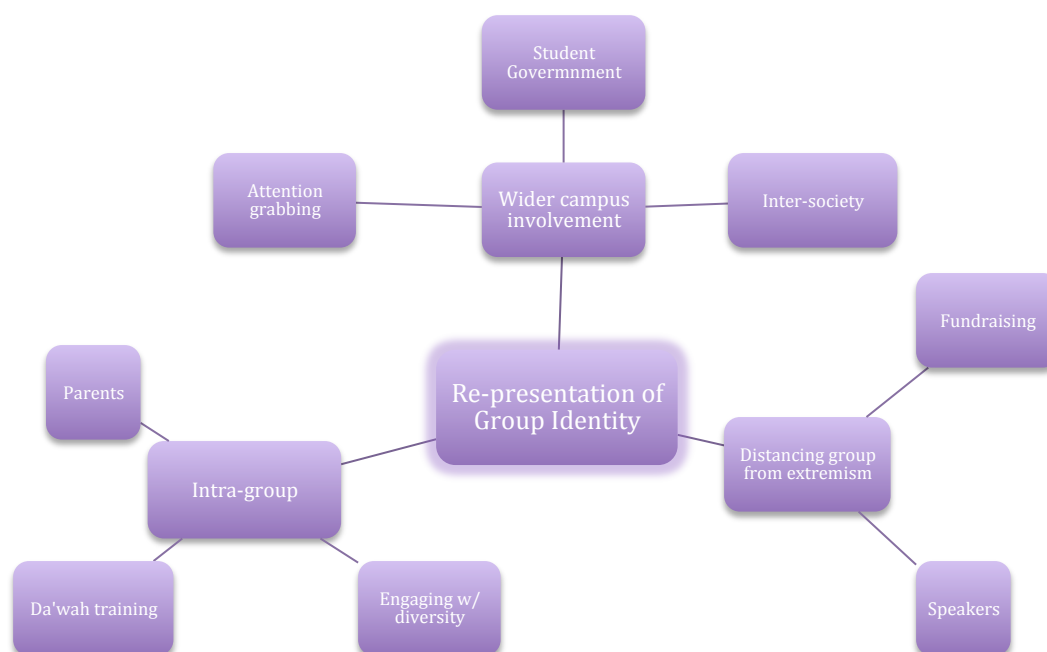 Student
Govermnment
Attention
grabbing
Wider campus
involvement
Inter-society
Fundraising
Parents
Re-presentation of
Group Identity
Distancing group
from extremism
Intra-group
Da'wah training
Engaging w/
diversity
Speakers